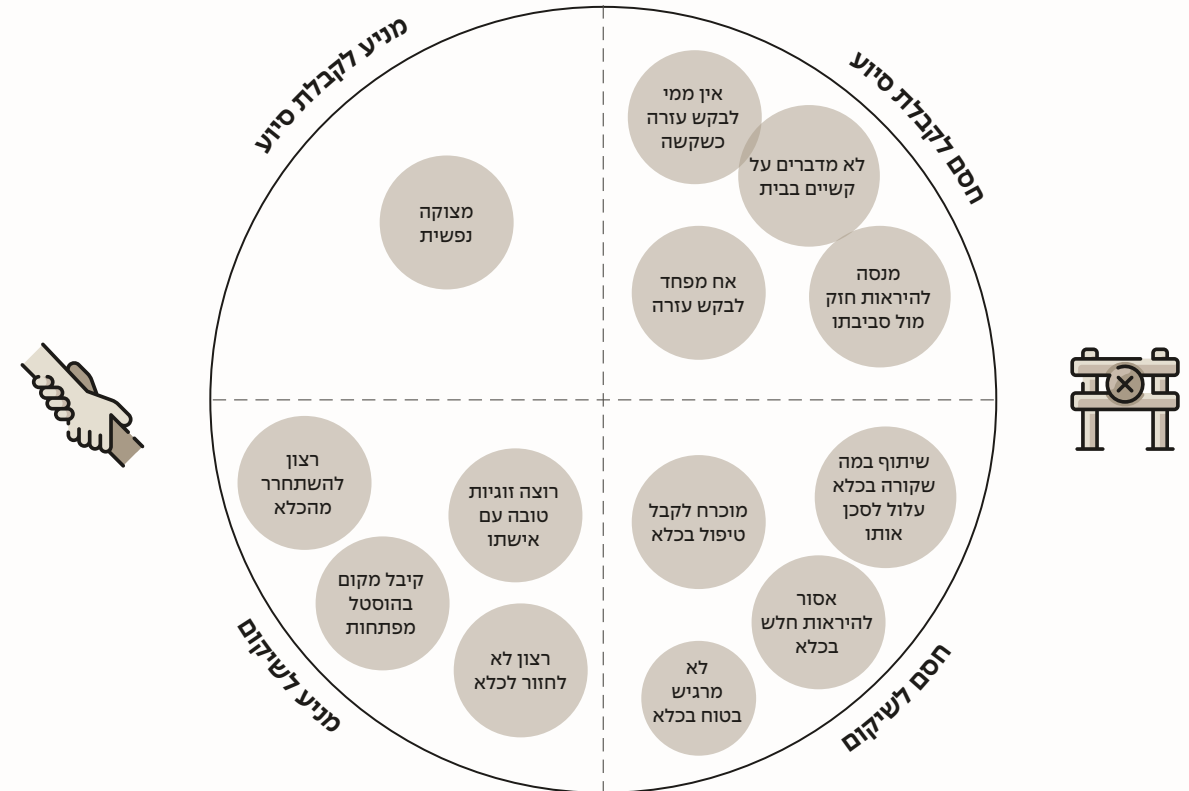 חסם לקבלת סיוע
אין ממי
לבקש עזרה
כשקשה
לא מדברים על
קשיים בבית
אח מפחד
לבקש עזרה
מנסה
להיראות חזק
מול סביבתו
מניע לקבלת סיוע
מצוקה
נפשית
חסם לשיקום
שיתוף במה
שקורה בכלא
עלול לסכן
אותו
מוכרח לקבל
טיפול בכלא
אסור
להיראות חלש
בכלא
לא
מרגיש
בטוח בכלא
מניע לשיקום
רוצה זוגיות
טובה עם
אישתו
רצון
להשתחרר
מהכלא
קיבל מקום
בהוסטל
מפתחות
רצון לא
לחזור לכלא